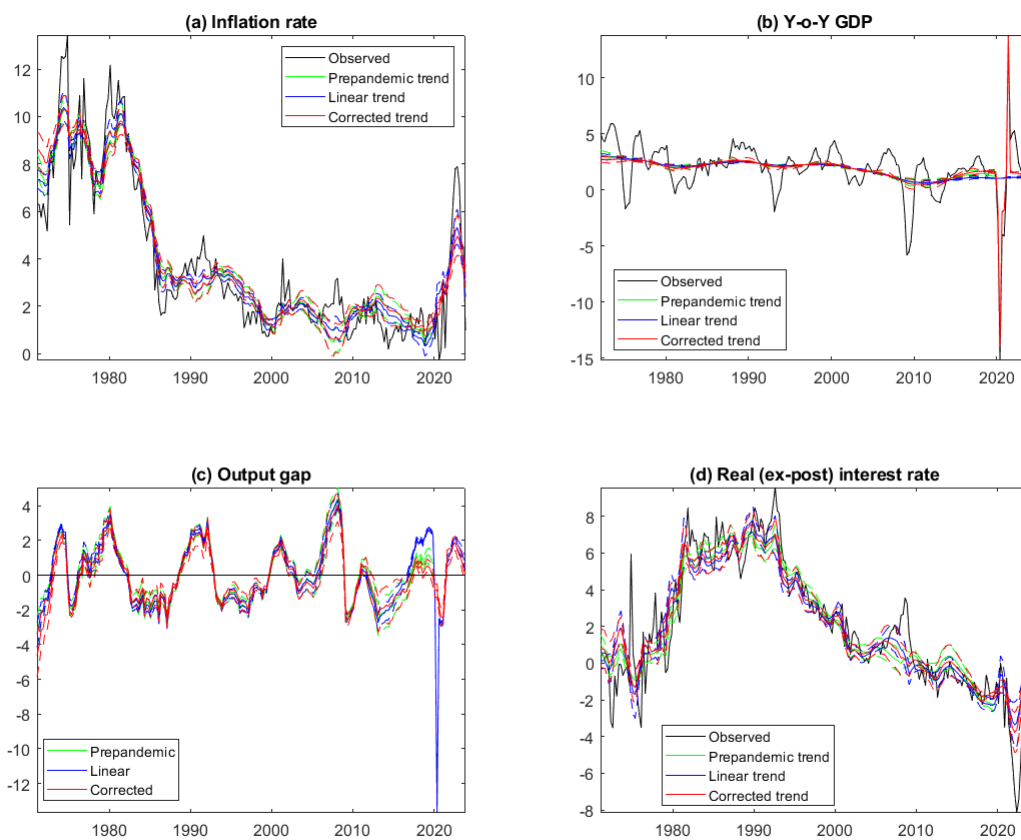 (a) Inflation rate
12
10
8
6
4
2
0
1980 1990 2000 2010 2020
Observed
Prepandemic trend
Linear trend
Corrected trend
(b) Y-o-Y GDP
10
5
0
-5
-10
-15
1980 1990 2000 2010 2020
Observed
Prepandemic trend
Linear trend
Corrected trend
(c) Output gap
4
2
0
-2
-4
-6
-8
-10
-12
1980 1990 2000 2010 2020
Prepandemic
Linear
Corrected
(d) Real (ex-post) interest rate
8
6
4
2
0
-2
-4
-6
-8
1980 1990 2000 2010 2020
Observed
Prepandemic trend
Linear trend
Corrected trend